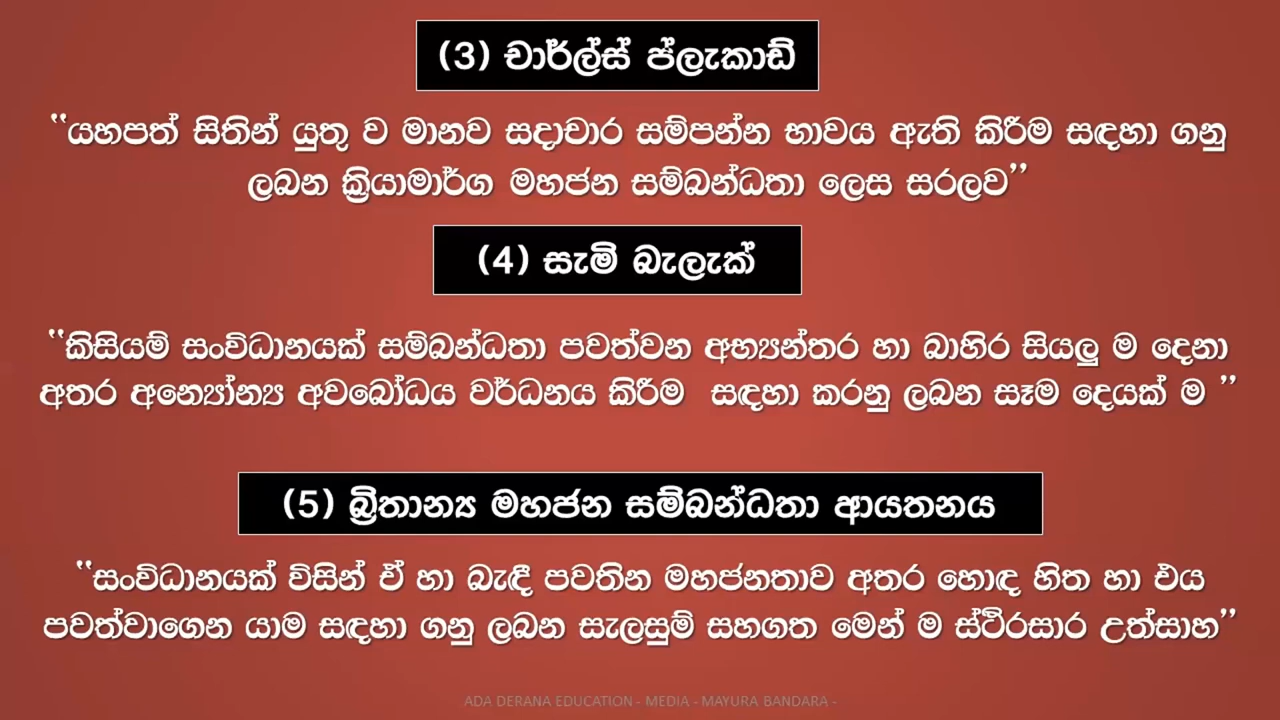 (3) චාර්ල්ස් ප්ලැකාඩ්
‘‘යහපත් සිතින් යුතු ව මානව සදාචාර සම්පන්න භාවය ඇති කිරීම සඳහා ගනු
ලබන ක්‍රියාමාර්ග මහජන සම්බන්ධතා ලෙස සරලව’’
(4) සැම් බැලැක්
‘‘කිසියම් සංවිධානයක් සම්බන්ධතා පවත්වන අභ්‍යන්තර හා බාහිර සියලු ම දෙනා
අතර අන්‍යෝන්‍ය අවබෝධය වර්ධනය කිරීම සඳහා කරනු ලබන සෑම දෙයක් ම ’’
(5) බ්‍රිතාන්‍ය මහජන සම්බන්ධතා ආයතනය
‘‘සංවිධානයක් විසින් ඒ හා බැඳී පවතින මහජනතාව අතර හොඳ හිත හා එය
පවත්වාගෙන යාම සඳහා ගනු ලබන සැලසුම් සහගත මෙන් ම ස්ථිරසාර උත්සාහ’’
ADA DERANA EDUCATION - MEDIA - MAYURA BANDARA -